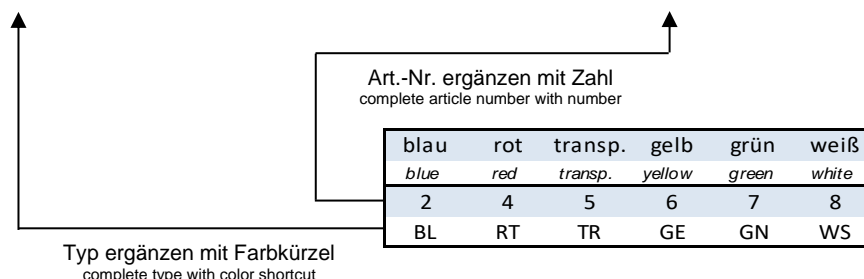 Art.-Nr. ergänzen mit Zahl
complete article number with number
blau rot transp. gelb grün weiß
blue red transp. yellow green white
2 4 5 6 7 8
BL RT TR GE GN WS
Typ ergänzen mit Farbkürzel
complete type with color shortcut